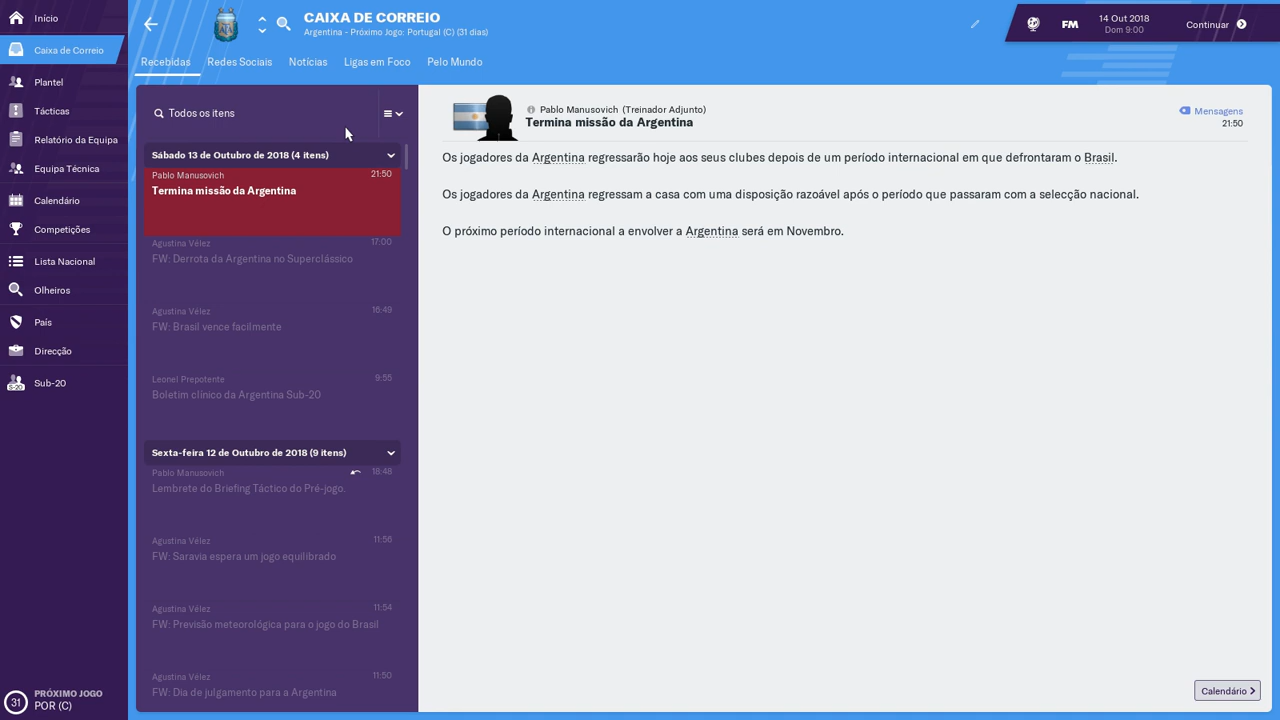 Início
Caixa de Correio
Plantel
Tácticas
Relatório da Equipa
Equipa Técnica
Calendário
Competições
Lista Nacional
Olheiros
País
Direcção
S-20
Sub-20
31
PRÓXIMO JOGO
POR (C)
CAIXA DE CORREIO
Argentina - Próximo Jogo: Portugal (C) (31 dias)
FM
14 Out 2018
Dom 9:00
Continuar
Recebidas
Redes Sociais
Notícias
Ligas em Foco
Pelo Mundo
Todos os itens
Sábado 13 de Outubro de 2018 (4 itens)
Pablo Manusovich 21:50
Termina missão da Argentina
Agustina Vélez 17:00
FW: Derrota da Argentina no Superclássico
Agustina Vélez 16:49
FW: Brasil vence facilmente
Leonel Prepotente 9:55
Boletim clínico da Argentina Sub-20
Sexta-feira 12 de Outubro de 2018 (9 itens)
Pablo Manusovich 18:48
Lembrete do Briefing Táctico do Pré-jogo.
Agustina Vélez 11:56
FW: Saravia espera um jogo equilibrado
Agustina Vélez 11:54
FW: Previsão meteorológica para o jogo do Brasil
Agustina Vélez 11:50
FW: Dia de julgamento para a Argentina
Pablo Manusovich (Treinador Adjunto)
Termina missão da Argentina
Mensagens
21:50
Os jogadores da Argentina regressarão hoje aos seus clubes depois de um período internacional em que defrontaram o Brasil.
Os jogadores da Argentina regressam a casa com uma disposição razoável após o período que passaram com a selecção nacional.
O próximo período internacional a envolver a Argentina será em Novembro.
Calendário